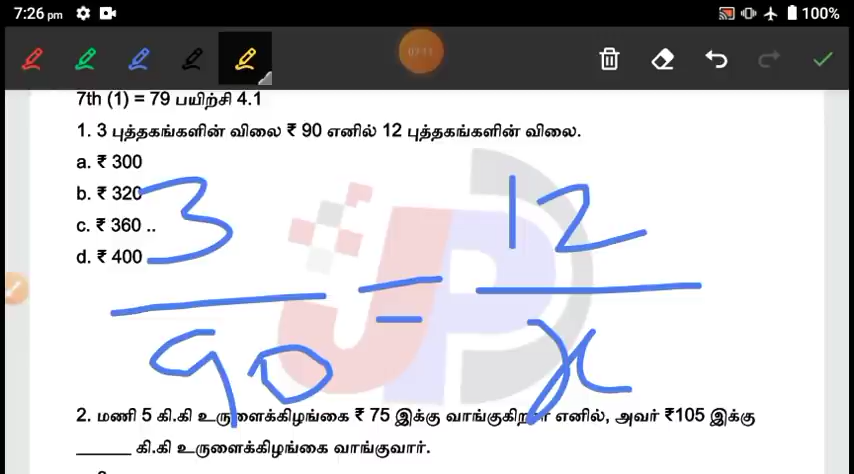 7:26 pm 100%
7th (1) = 79 பயிற்சி 4.1
1. 3 புத்தகங்களின் விலை ₹ 90 எனில் 12 புத்தகங்களின் விலை.
a. ₹ 300
b. ₹ 320
c. ₹ 360 ..
d. ₹ 400
3 12
=
90 x
JP
2. மணி 5 கி.கி உருளைக்கிழங்கை ₹ 75 இக்கு வாங்குகிறார் எனில், அவர் ₹105 இக்கு
_____ கி.கி உருளைக்கிழங்கை வாங்குவார்.